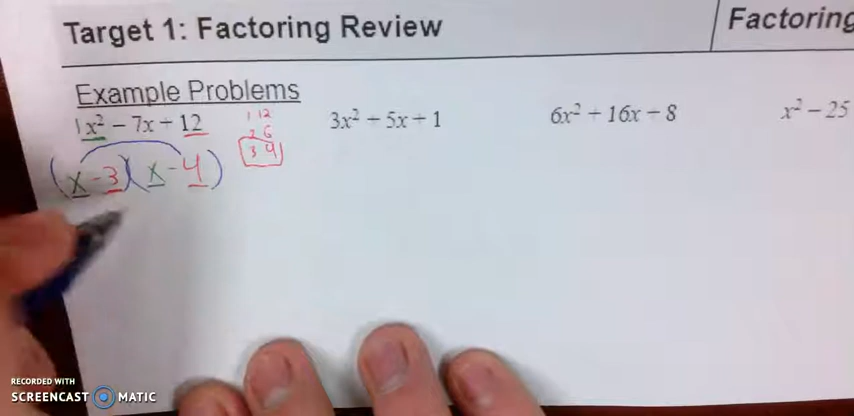 Target 1: Factoring Review
Factoring
Example Problems
1x² − 7x + 12
1 12
2 6
3 4
3x² + 5x + 1
6x² + 16x + 8
x² − 25
(x - 3)(x - 4)
RECORDED WITH
SCREENCAST MATIC